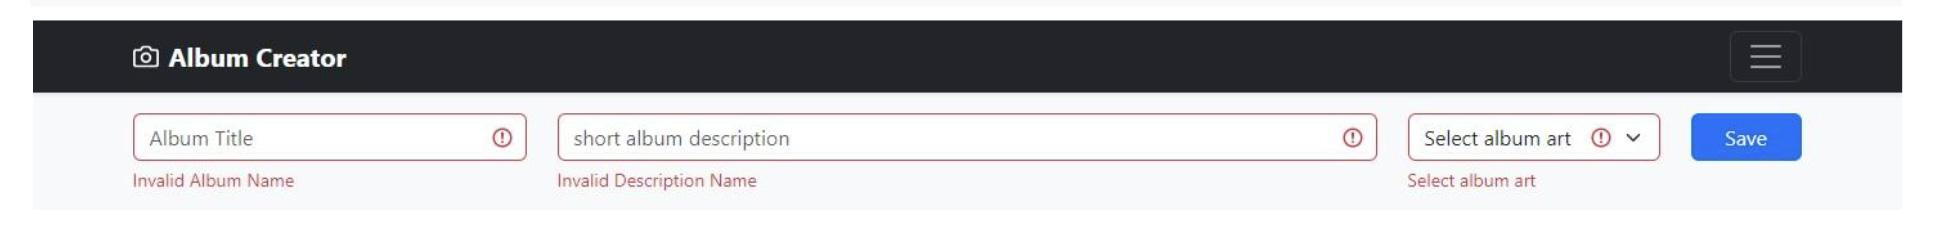 Album Creator
Album Title short album description Select album art Save
Invalid Album Name Invalid Description Name Select album art